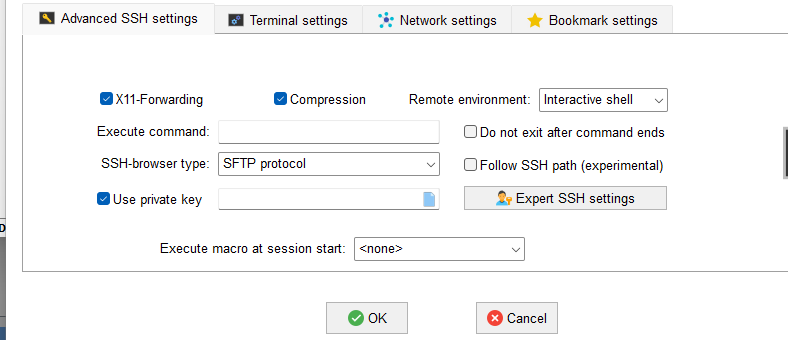 Advanced SSH settings
Terminal settings
Network settings
Bookmark settings
X11-Forwarding
Compression
Remote environment:
Interactive shell
Execute command:
Do not exit after command ends
SSH-browser type:
SFTP protocol
Follow SSH path (experimental)
Use private key
Expert SSH settings
Execute macro at session start:
<none>
OK
Cancel
D